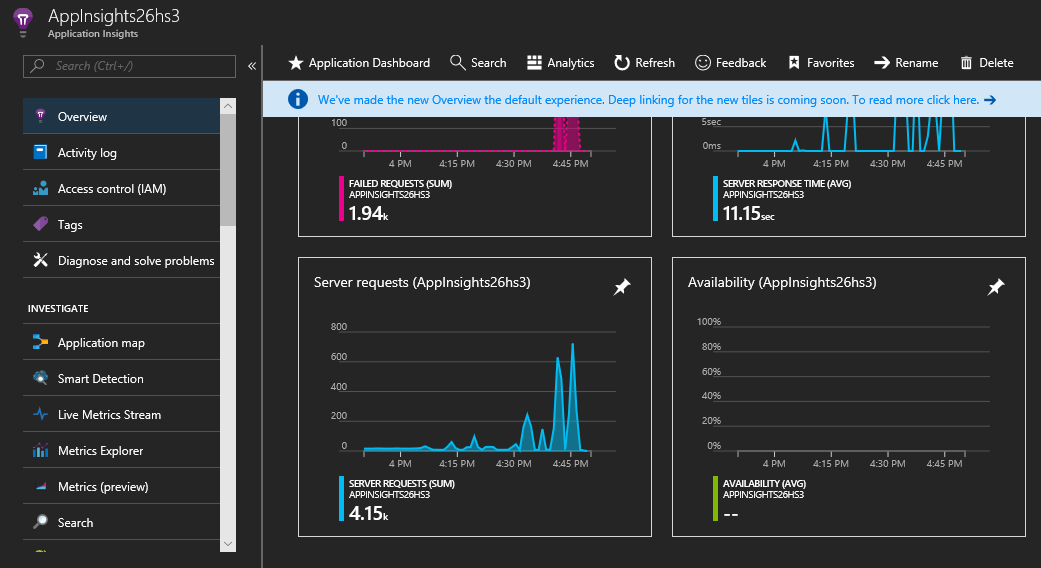 AppInsights26hs3
Application Insights
Search (Ctrl+/)
«
Overview
Activity log
Access control (IAM)
Tags
Diagnose and solve problems
INVESTIGATE
Application map
Smart Detection
Live Metrics Stream
Metrics Explorer
Metrics (preview)
Search
Application Dashboard
Search
Analytics
Refresh
Feedback
Favorites
Rename
Delete
We've made the new Overview the default experience. Deep linking for the new tiles is coming soon. To read more click here. →
100
0
4 PM 4:15 PM 4:30 PM 4:45 PM
FAILED REQUESTS (SUM)
APPINSIGHTS26HS3
1.94k
5sec
0ms
4 PM 4:15 PM 4:30 PM 4:45 PM
SERVER RESPONSE TIME (AVG)
APPINSIGHTS26HS3
11.15sec
Server requests (AppInsights26hs3)
800
600
400
200
0
4 PM 4:15 PM 4:30 PM 4:45 PM
SERVER REQUESTS (SUM)
APPINSIGHTS26HS3
4.15k
Availability (AppInsights26hs3)
100%
80%
60%
40%
20%
0%
4 PM 4:15 PM 4:30 PM 4:45 PM
AVAILABILITY (AVG)
APPINSIGHTS26HS3
--